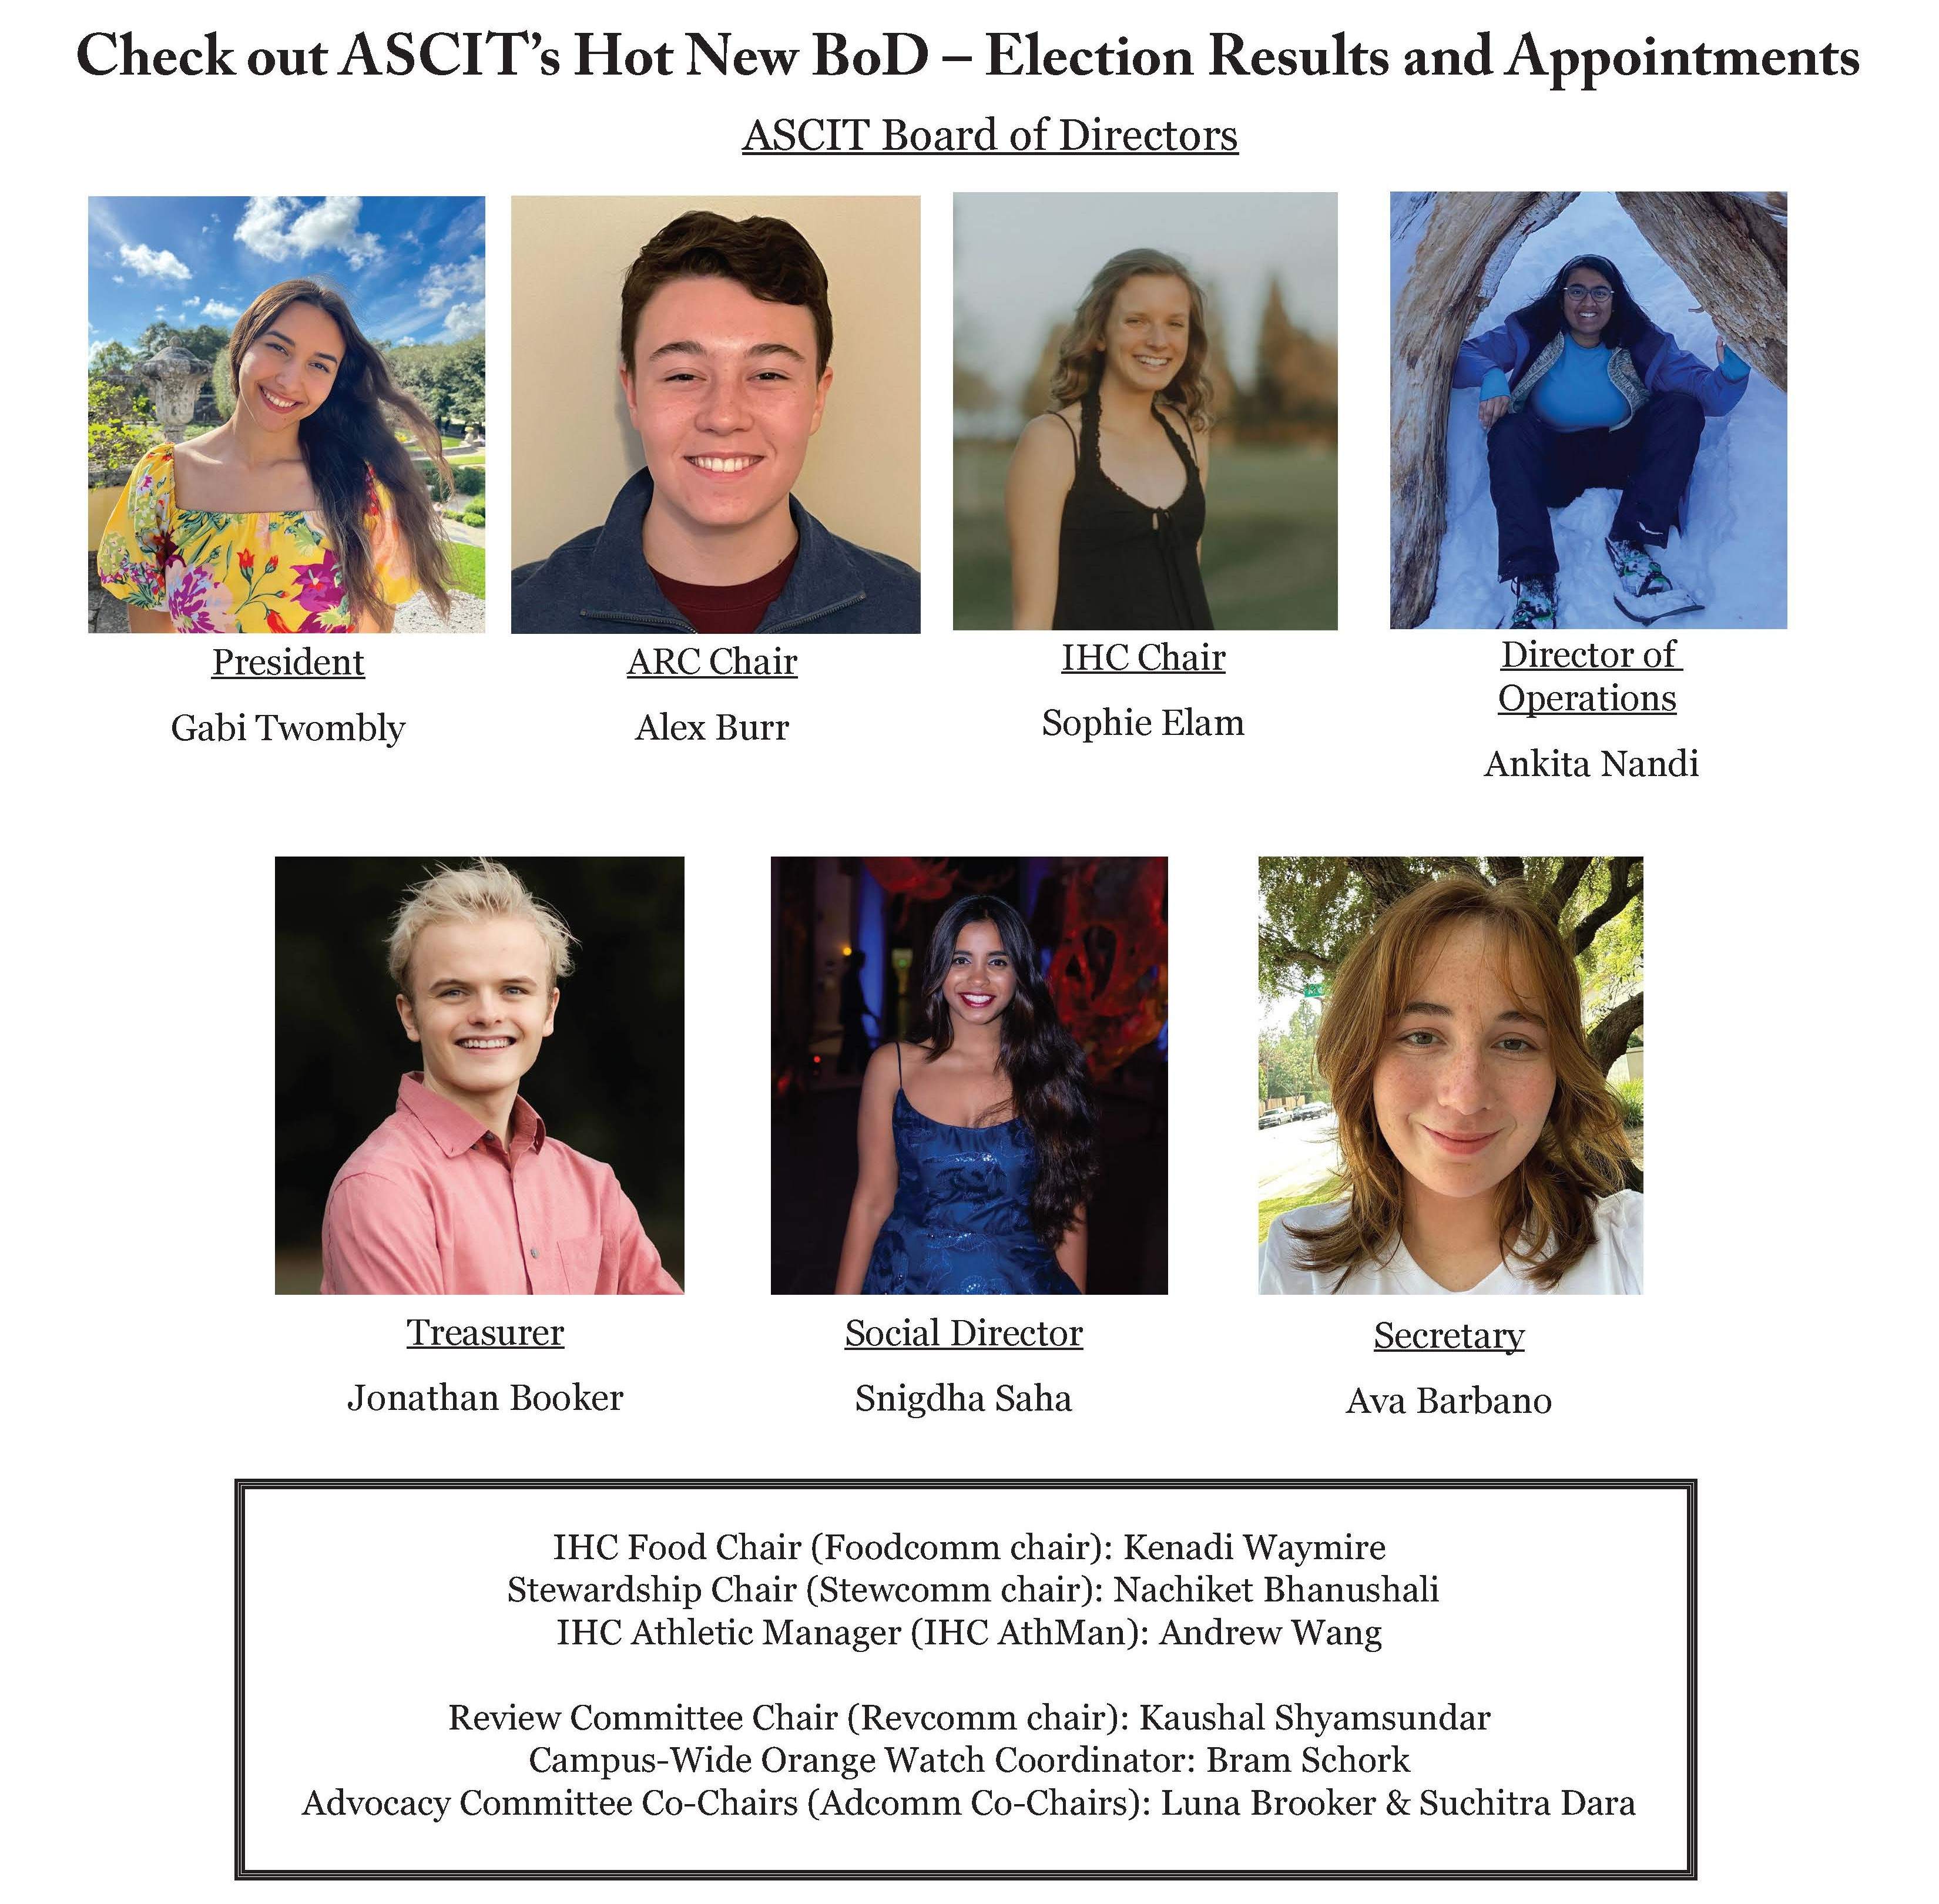 Check out ASCIT’s Hot New BoD – Election Results and Appointments
ASCIT Board of Directors
President
Gabi Twombly
ARC Chair
Alex Burr
IHC Chair
Sophie Elam
Director of
Operations
Ankita Nandi
Treasurer
Jonathan Booker
Social Director
Snigdha Saha
Secretary
Ava Barbano
IHC Food Chair (Foodcomm chair): Kenadi Waymire
Stewardship Chair (Stewcomm chair): Nachiket Bhanushali
IHC Athletic Manager (IHC AthMan): Andrew Wang
Review Committee Chair (Revcomm chair): Kaushal Shyamsundar
Campus-Wide Orange Watch Coordinator: Bram Schork
Advocacy Committee Co-Chairs (Adcomm Co-Chairs): Luna Brooker & Suchitra Dara